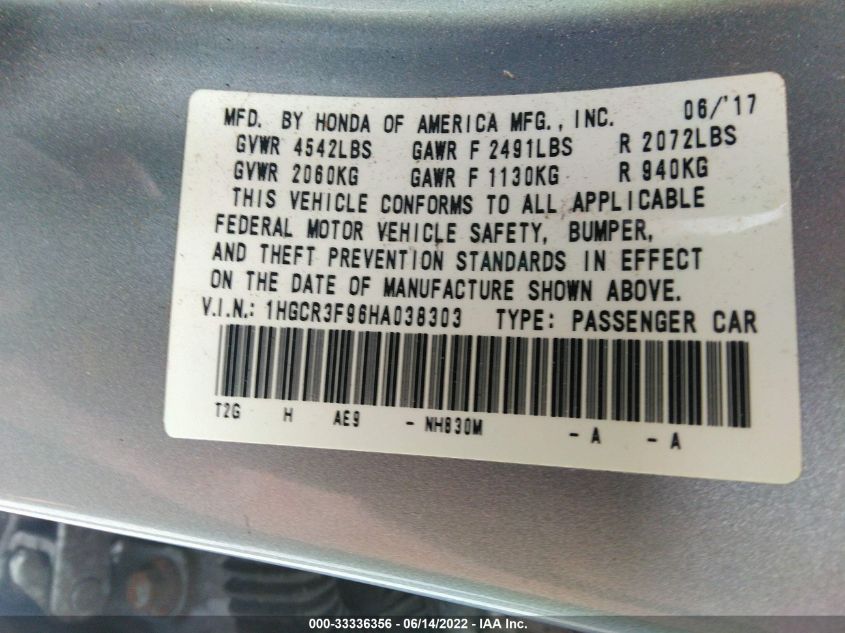 MFD. BY HONDA OF AMERICA MFG., INC. 06/'17
GVWR 4542LBS GAWR F 2491LBS R 2072LBS
GVWR 2060KG GAWR F 1130KG R 940KG
THIS VEHICLE CONFORMS TO ALL APPLICABLE
FEDERAL MOTOR VEHICLE SAFETY, BUMPER,
AND THEFT PREVENTION STANDARDS IN EFFECT
ON THE DATE OF MANUFACTURE SHOWN ABOVE.
V.I.N.: 1HGCR3F96HA038303 TYPE: PASSENGER CAR
T2G H AE9 - NH830M - A - A
000-33336356 - 06/14/2022 - IAA Inc.